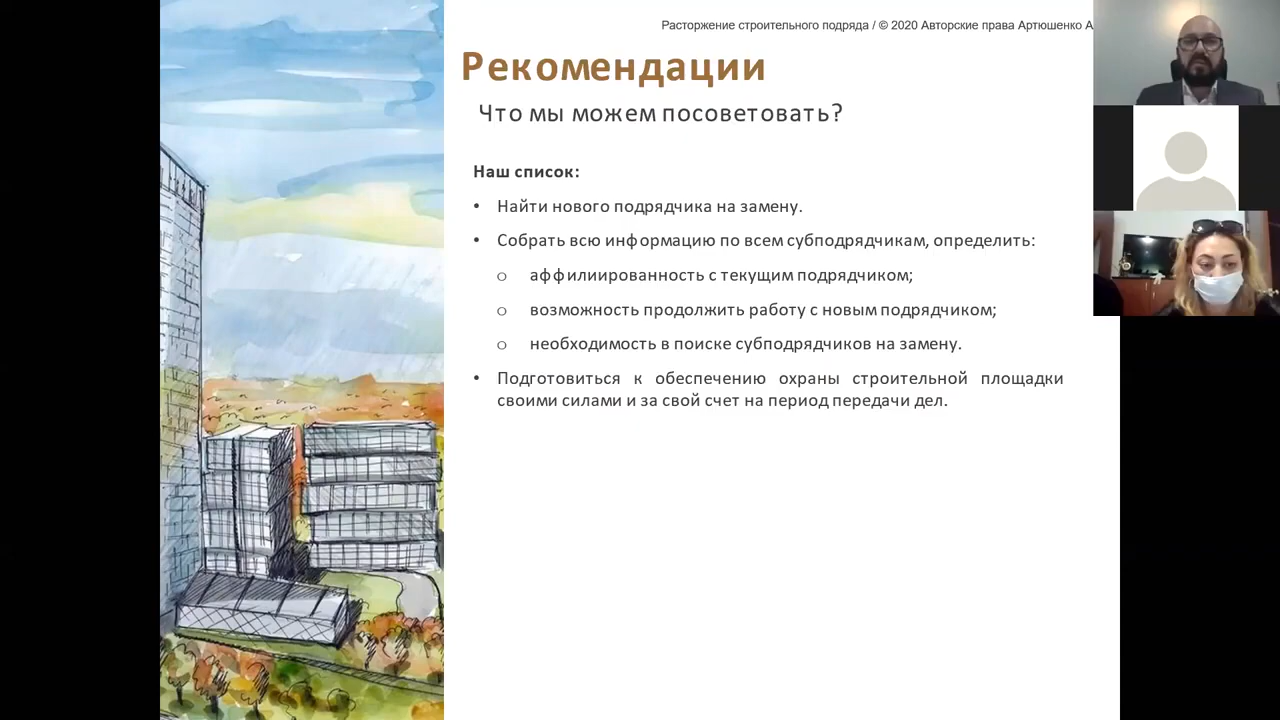 Расторжение строительного подряда / © 2020 Авторские права Артюшенко А
Рекомендации
Что мы можем посоветовать?
Наш список:
• Найти нового подрядчика на замену.
• Собрать всю информацию по всем субподрядчикам, определить:
o аффилиированность с текущим подрядчиком;
o возможность продолжить работу с новым подрядчиком;
o необходимость в поиске субподрядчиков на замену.
• Подготовиться к обеспечению охраны строительной площадки
своими силами и за свой счет на период передачи дел.